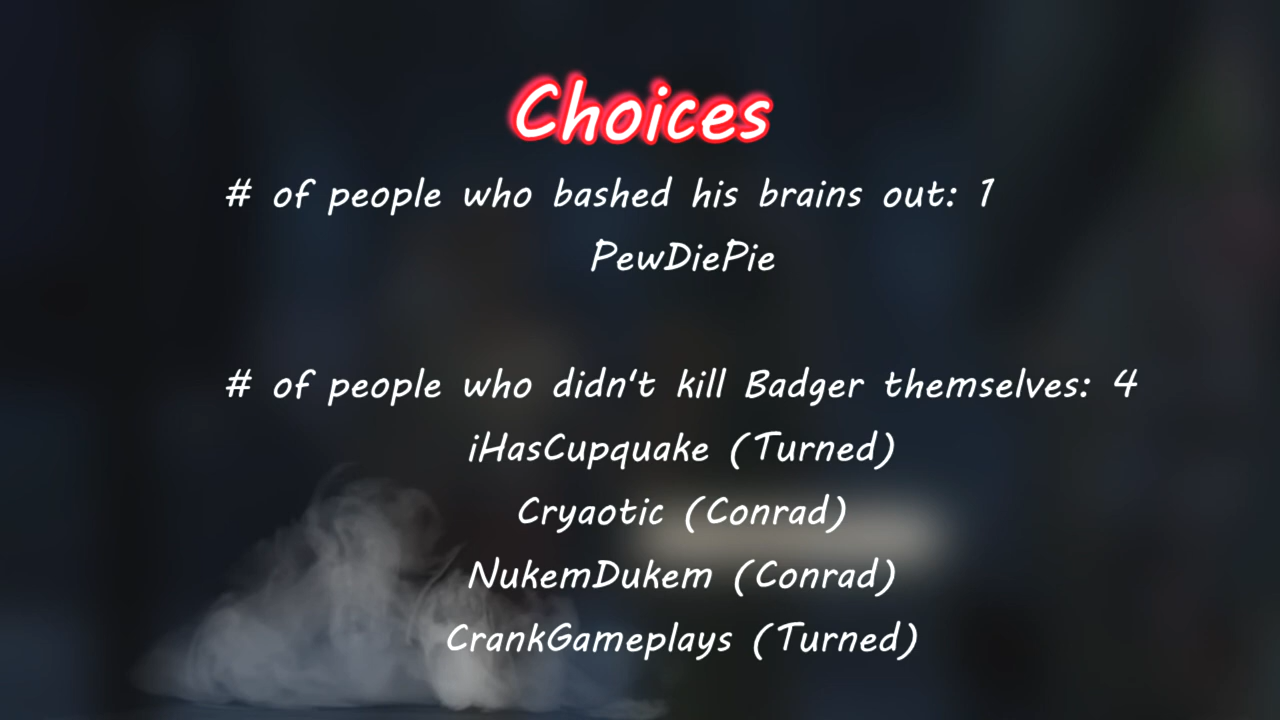 Choices
# of people who bashed his brains out: 1
PewDiePie
# of people who didn't kill Badger themselves: 4
iHasCupquake (Turned)
Cryaotic (Conrad)
NukemDukem (Conrad)
CrankGameplays (Turned)